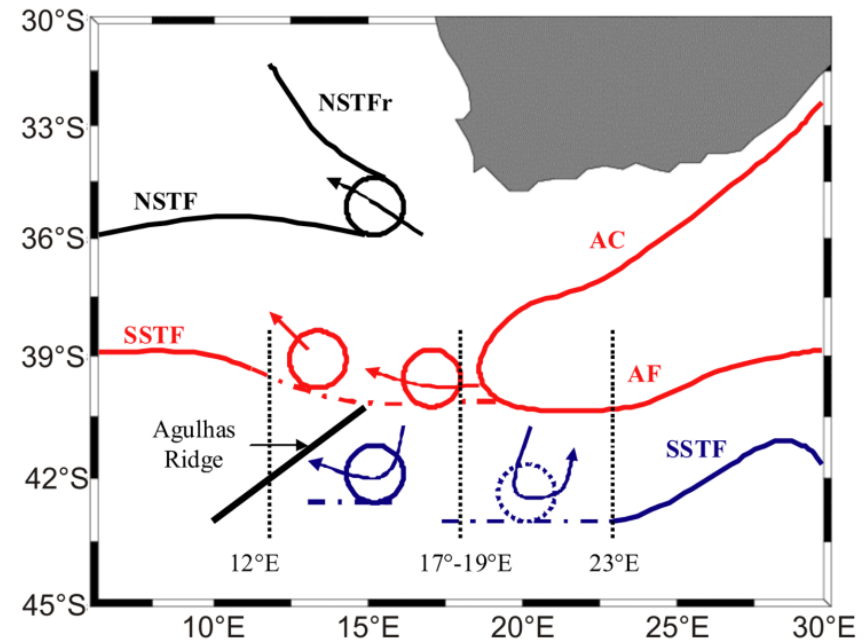 30°S
NSTFr
33°S
NSTF
36°S
AC
SSTF
39°S
AF
Agulhas
Ridge
SSTF
42°S
12°E
17°-19°E
23°E
45°S
10°E
15°E
20°E
25°E
30°E